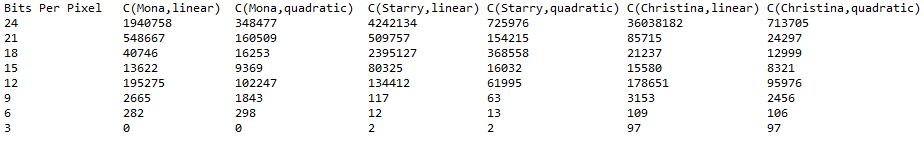 Bits Per Pixel C(Mona,linear) C(Mona,quadratic) C(Starry,linear) C(Starry,quadratic) C(Christina,linear) C(Christina,quadratic)
24 1940758 348477 4242134 725976 36038182 713705
21 548667 160509 509757 154215 85715 24297
18 40746 16253 2395127 368558 21237 12999
15 13622 9369 80325 16032 15580 8321
12 195275 102247 134412 61995 178651 95976
9 2665 1843 117 63 3153 2456
6 282 298 12 13 109 106
3 0 0 2 2 97 97